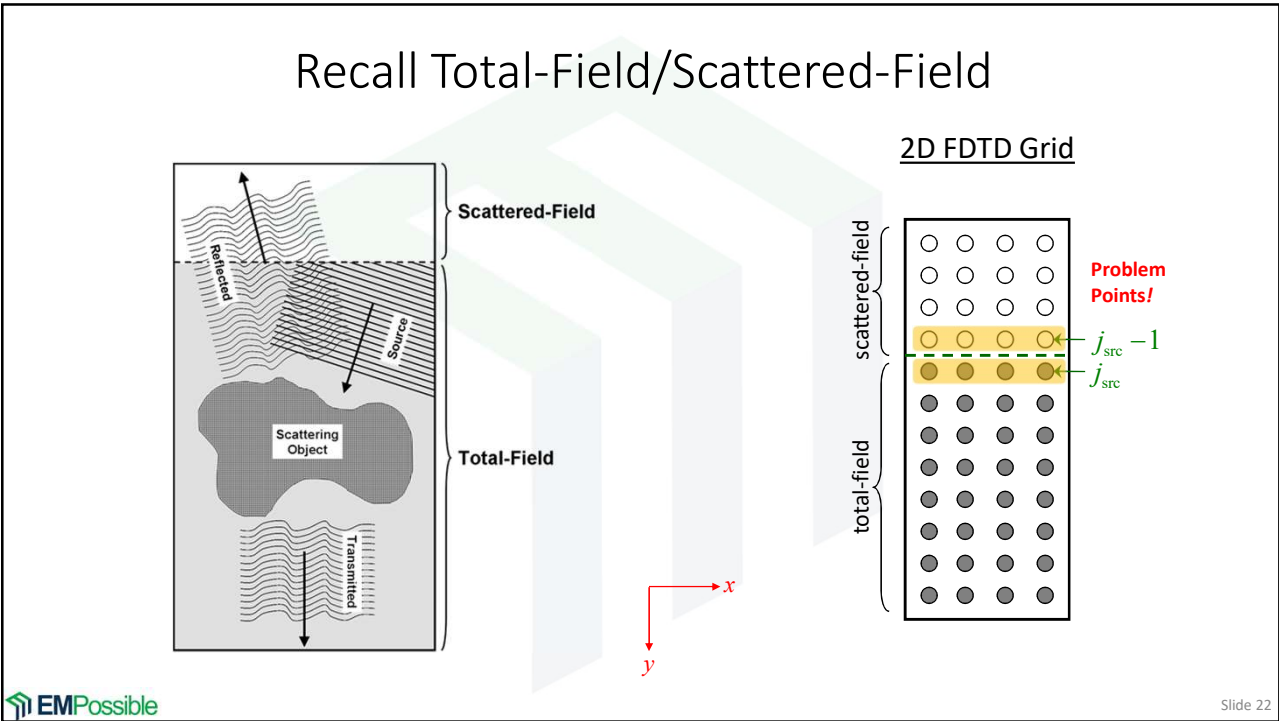 Recall Total-Field/Scattered-Field
Scattered-Field
Reflected
Source
Scattering
Object
Total-Field
Transmitted
x
y
2D FDTD Grid
scattered-field
total-field
Problem
Points!
j_src − 1
j_src
EMPossible
Slide 22